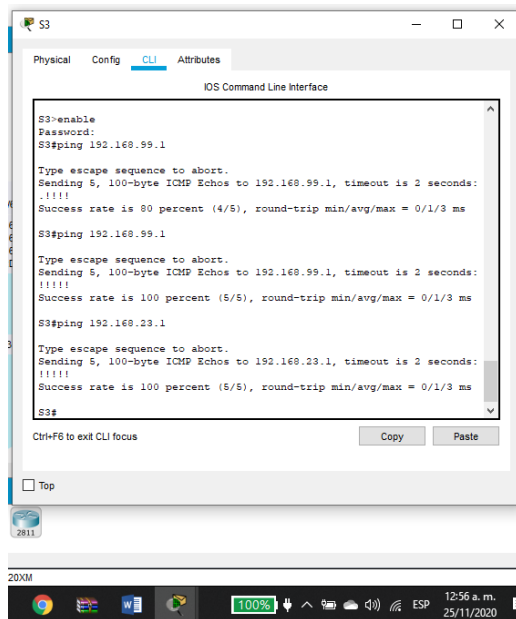 S3
Physical Config CLI Attributes
IOS Command Line Interface
S3>enable
Password:
S3#ping 192.168.99.1
Type escape sequence to abort.
Sending 5, 100-byte ICMP Echos to 192.168.99.1, timeout is 2 seconds:
.!!!!
Success rate is 80 percent (4/5), round-trip min/avg/max = 0/1/3 ms
S3#ping 192.168.99.1
Type escape sequence to abort.
Sending 5, 100-byte ICMP Echos to 192.168.99.1, timeout is 2 seconds:
!!!!!
Success rate is 100 percent (5/5), round-trip min/avg/max = 0/1/3 ms
S3#ping 192.168.23.1
Type escape sequence to abort.
Sending 5, 100-byte ICMP Echos to 192.168.23.1, timeout is 2 seconds:
!!!!!
Success rate is 100 percent (5/5), round-trip min/avg/max = 0/1/3 ms
S3#
Ctrl+F6 to exit CLI focus
Copy Paste
Top
2811
20XM
100% ESP 12:56 a. m.
25/11/2020